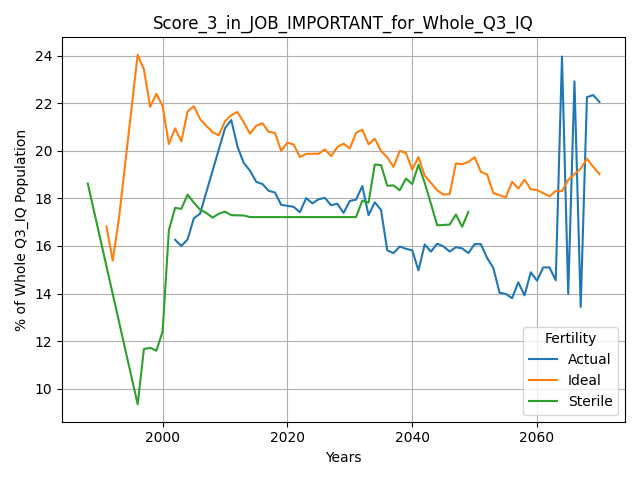 Score_3_in_JOB_IMPORTANT_for_Whole_Q3_IQ
% of Whole Q3_IQ Population
24
22
20
18
16
14
12
10
2000 2020 2040 2060
Years
Fertility
Actual
Ideal
Sterile